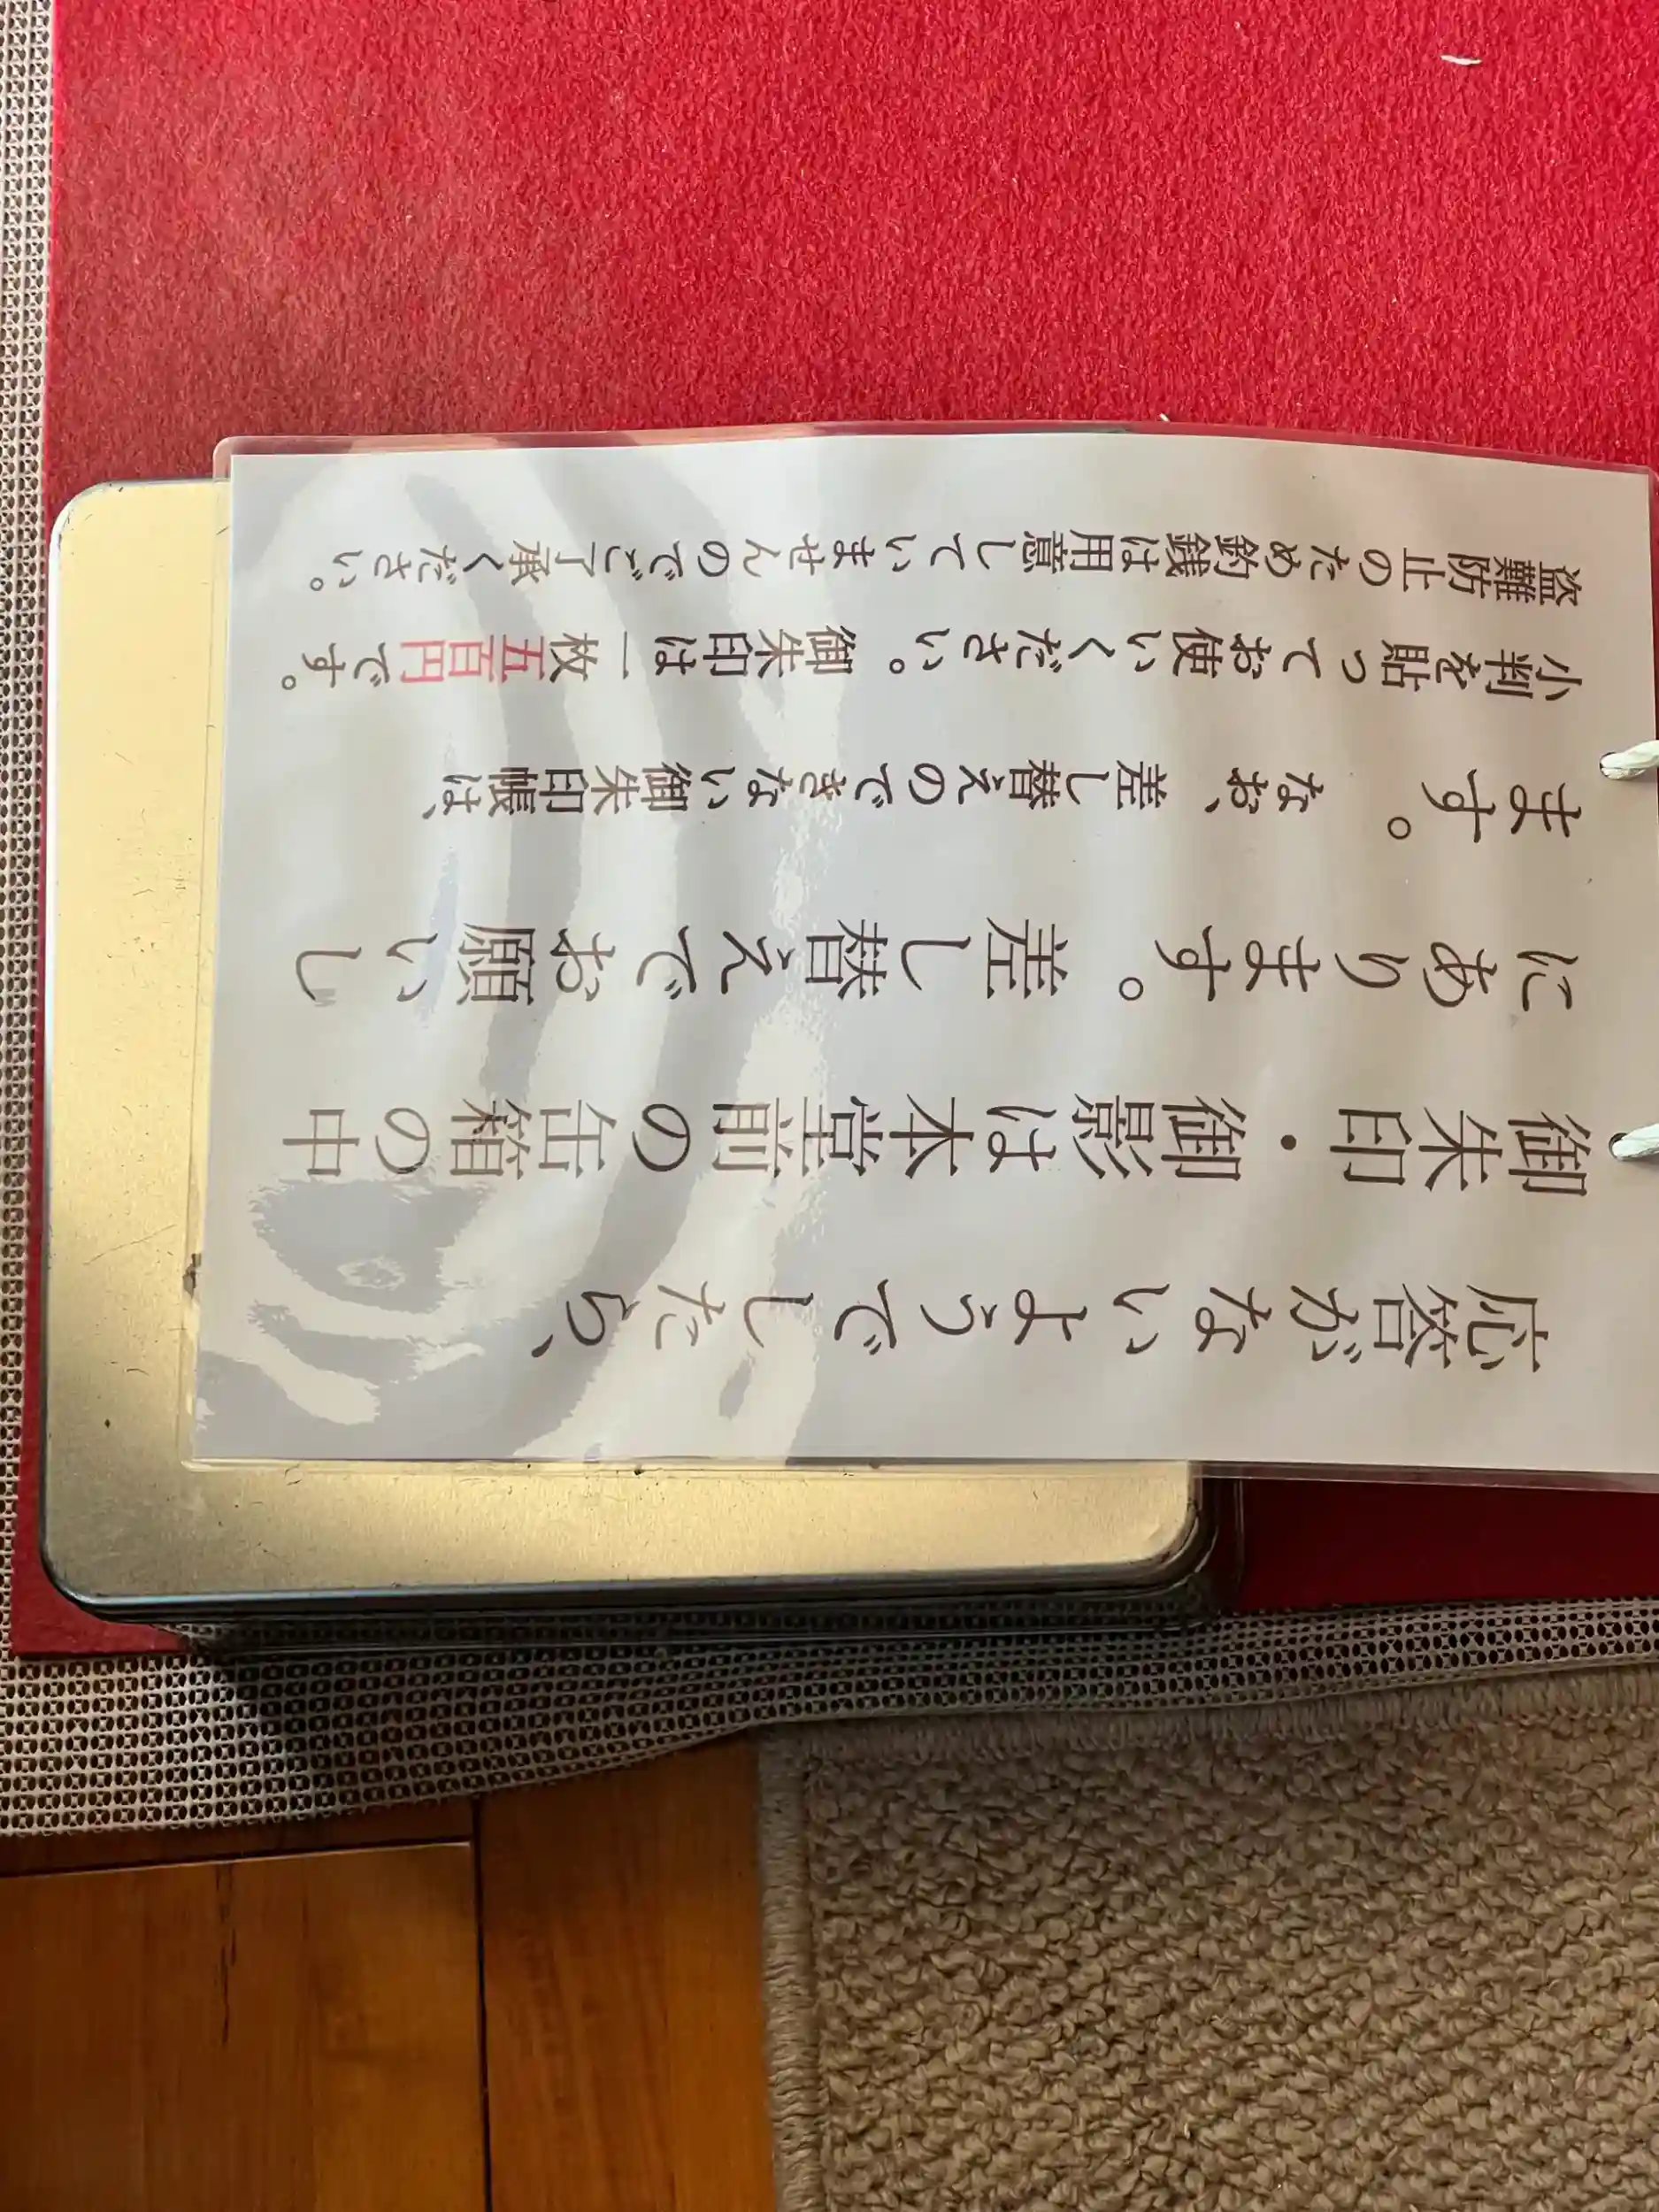 応答がないようでしたら、
御朱印・御影は本堂前の缶箱の中
にあります。差し替えでお願いし
ます。 なお、差し替えのできない御朱印帳は、
小判を貼ってお使いください。御朱印は一枚五百円です。
盗難防止のため釣銭は用意していませんのでご了承ください。